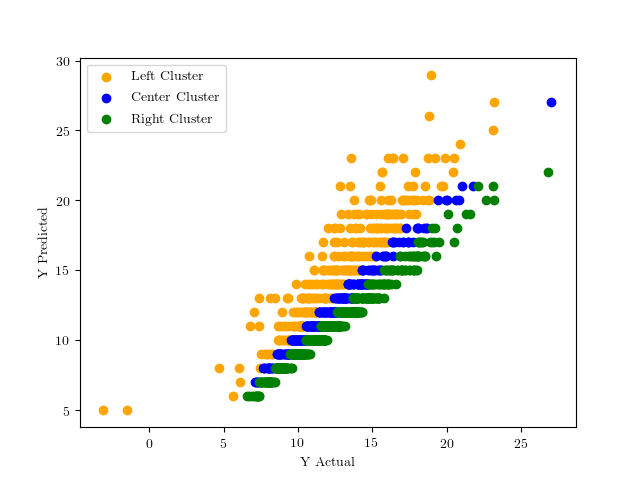 Left Cluster
Center Cluster
Right Cluster
30
25
20
15
10
5
Y Predicted
0 5 10 15 20 25
Y Actual